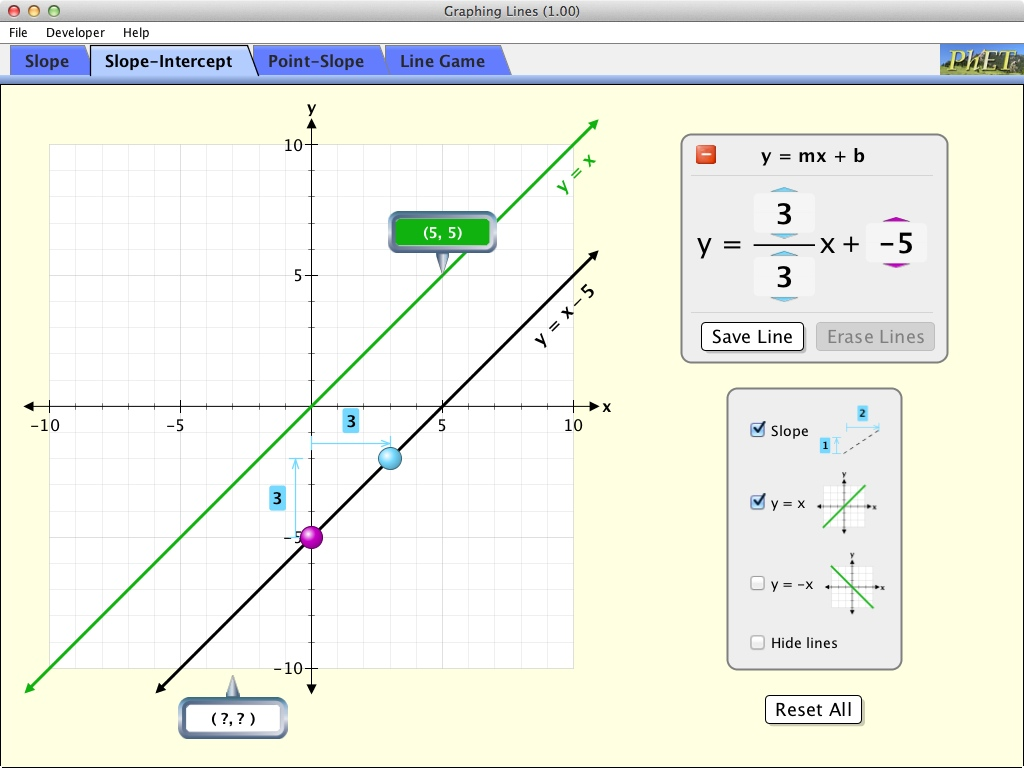 Graphing Lines (1.00)
File Developer Help
Slope Slope-Intercept Point-Slope Line Game
PhET
y
10
y = x
(5, 5)
5
y = x − 5
x
-10 -5 5 10
3
3
-5
-10
( ?, ? )
y = mx + b
3
y = x + -5
3
Save Line Erase Lines
2
Slope
1
y
y = x
x
y
y = -x
x
Hide lines
Reset All